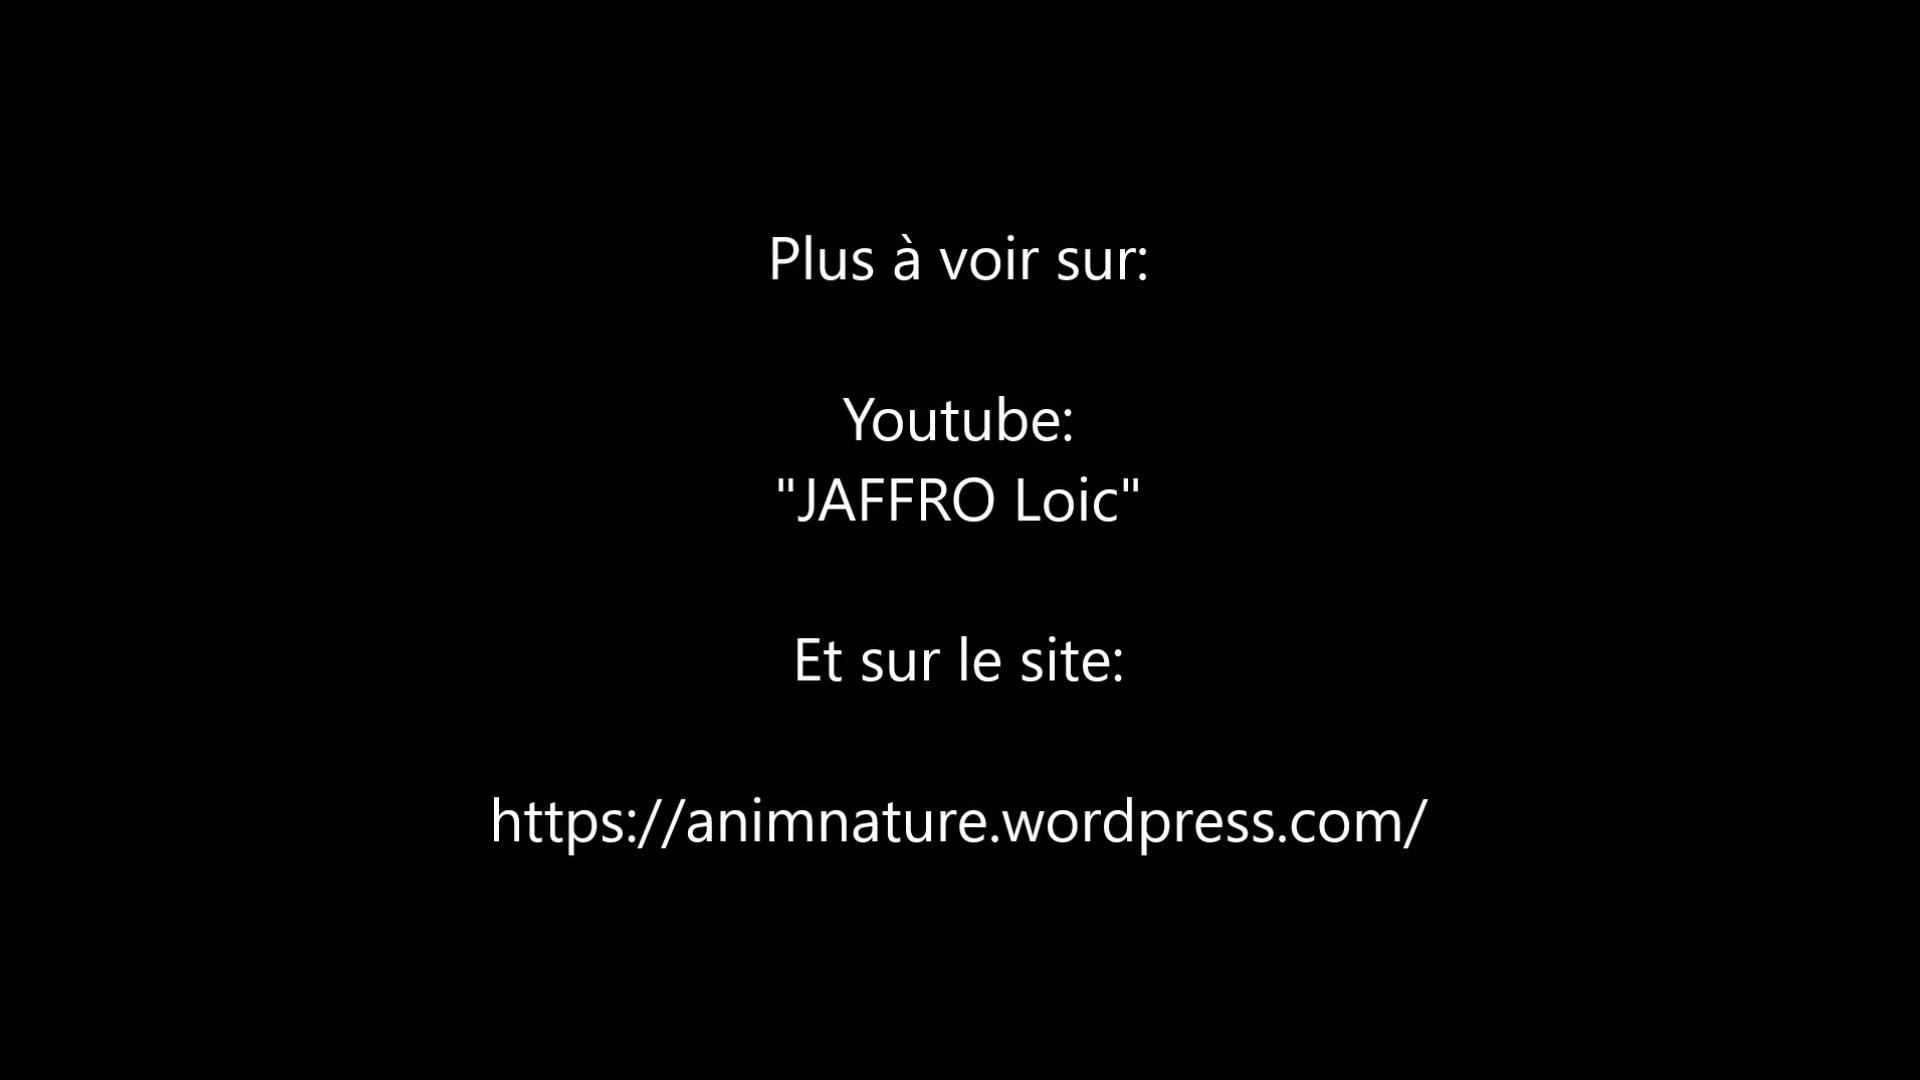 Plus à voir sur:
Youtube:
"JAFFRO Loic"
Et sur le site:
https://animnature.wordpress.com/